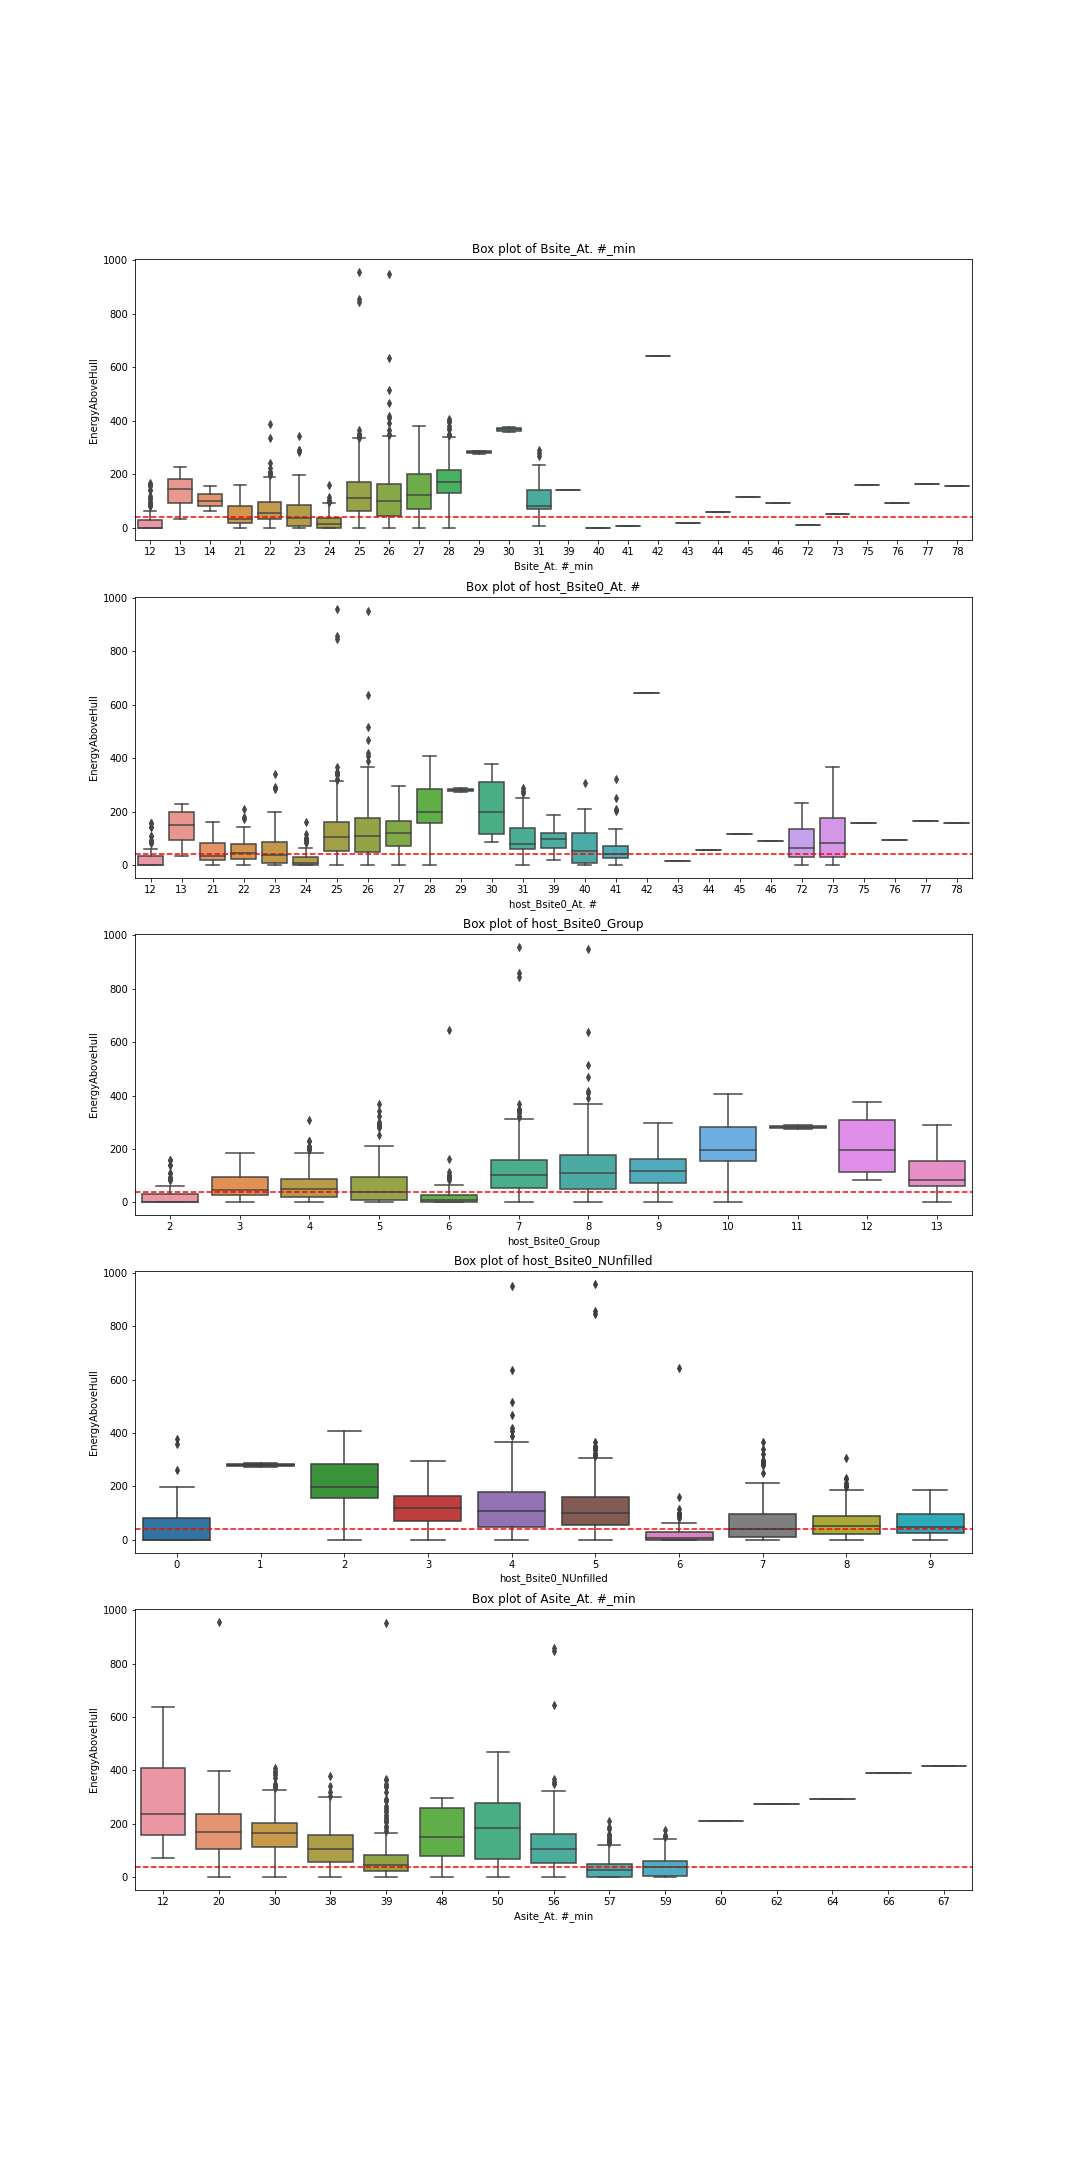 Box plot of Bsite_At. #_min
EnergyAboveHull
1000
800
600
400
200
0
12 13 14 21 22 23 24 25 26 27 28 29 30 31 39 40 41 42 43 44 45 46 72 73 75 76 77 78
Bsite_At. #_min
Box plot of host_Bsite0_At. #
EnergyAboveHull
1000
800
600
400
200
0
12 13 21 22 23 24 25 26 27 28 29 30 31 39 40 41 42 43 44 45 46 72 73 75 76 77 78
host_Bsite0_At. #
Box plot of host_Bsite0_Group
EnergyAboveHull
1000
800
600
400
200
0
2 3 4 5 6 7 8 9 10 11 12 13
host_Bsite0_Group
Box plot of host_Bsite0_NUnfilled
EnergyAboveHull
1000
800
600
400
200
0
0 1 2 3 4 5 6 7 8 9
host_Bsite0_NUnfilled
Box plot of Asite_At. #_min
EnergyAboveHull
1000
800
600
400
200
0
12 20 30 38 39 48 50 56 57 59 60 62 64 66 67
Asite_At. #_min